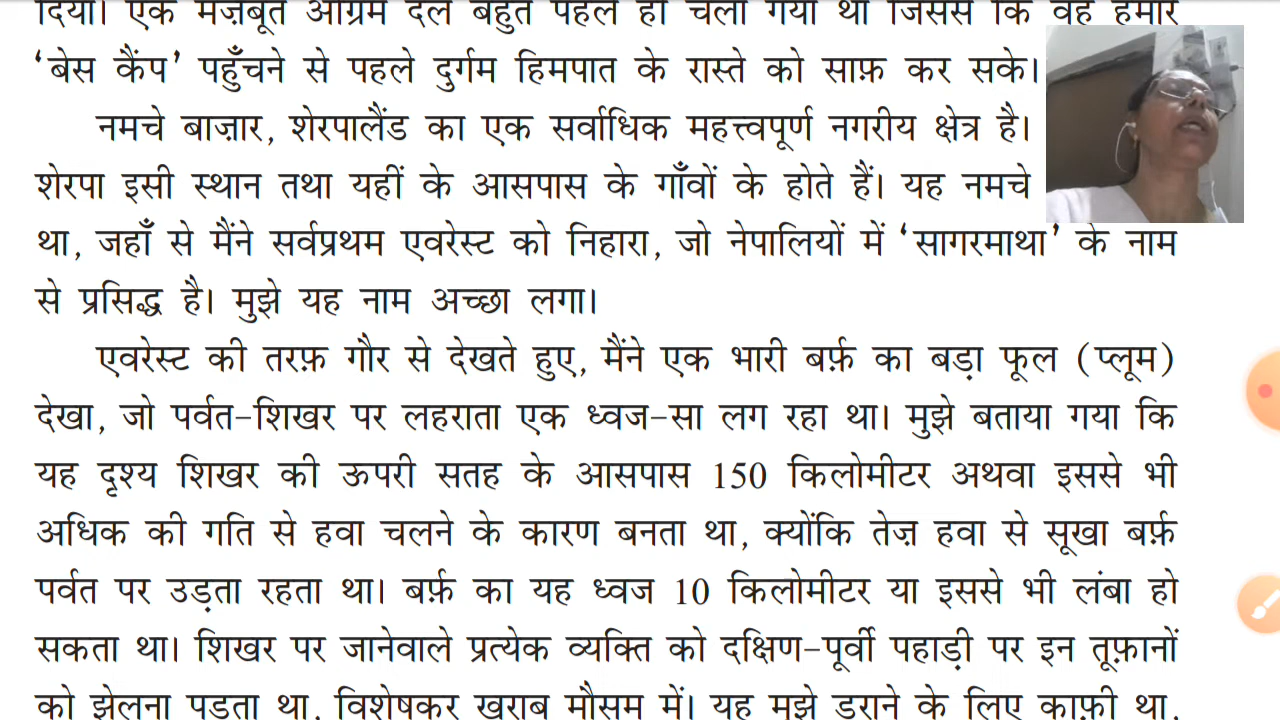 दिया। एक मज़बूत अग्रिम दल बहुत पहले ही चला गया था जिससे कि वह हमारे
‘बेस कैंप’ पहुँचने से पहले दुर्गम हिमपात के रास्ते को साफ़ कर सके।
नमचे बाज़ार, शेरपालैंड का एक सर्वाधिक महत्त्वपूर्ण नगरीय क्षेत्र है।
शेरपा इसी स्थान तथा यहीं के आसपास के गाँवों के होते हैं। यह नमचे
था, जहाँ से मैंने सर्वप्रथम एवरेस्ट को निहारा, जो नेपालियों में ‘सागरमाथा’ के नाम
से प्रसिद्ध है। मुझे यह नाम अच्छा लगा।
एवरेस्ट की तरफ़ गौर से देखते हुए, मैंने एक भारी बर्फ़ का बड़ा फूल (प्लूम)
देखा, जो पर्वत-शिखर पर लहराता एक ध्वज-सा लग रहा था। मुझे बताया गया कि
यह दृश्य शिखर की ऊपरी सतह के आसपास 150 किलोमीटर अथवा इससे भी
अधिक की गति से हवा चलने के कारण बनता था, क्योंकि तेज़ हवा से सूखा बर्फ़
पर्वत पर उड़ता रहता था। बर्फ़ का यह ध्वज 10 किलोमीटर या इससे भी लंबा हो
सकता था। शिखर पर जानेवाले प्रत्येक व्यक्ति को दक्षिण-पूर्वी पहाड़ी पर इन तूफ़ानों
को झेलना पड़ता था, विशेषकर खराब मौसम में। यह मुझे डराने के लिए काफ़ी था,